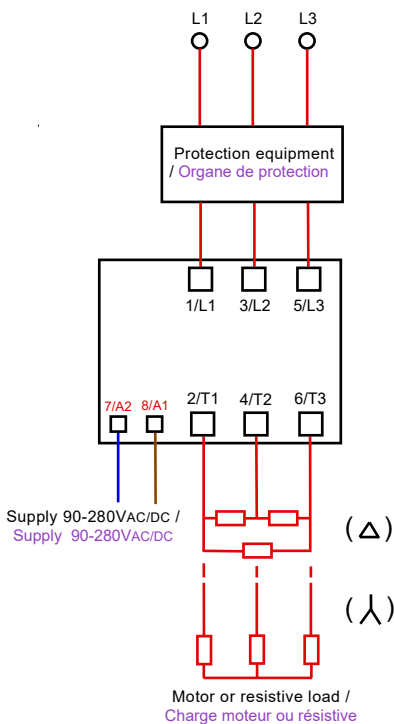 L1 L2 L3
Protection equipment
/ Organe de protection
1/L1 3/L2 5/L3
7/A2 8/A1 2/T1 4/T2 6/T3
Supply 90-280VAC/DC /
Supply 90-280VAC/DC
(△)
(⅄)
Motor or resistive load /
Charge moteur ou résistive